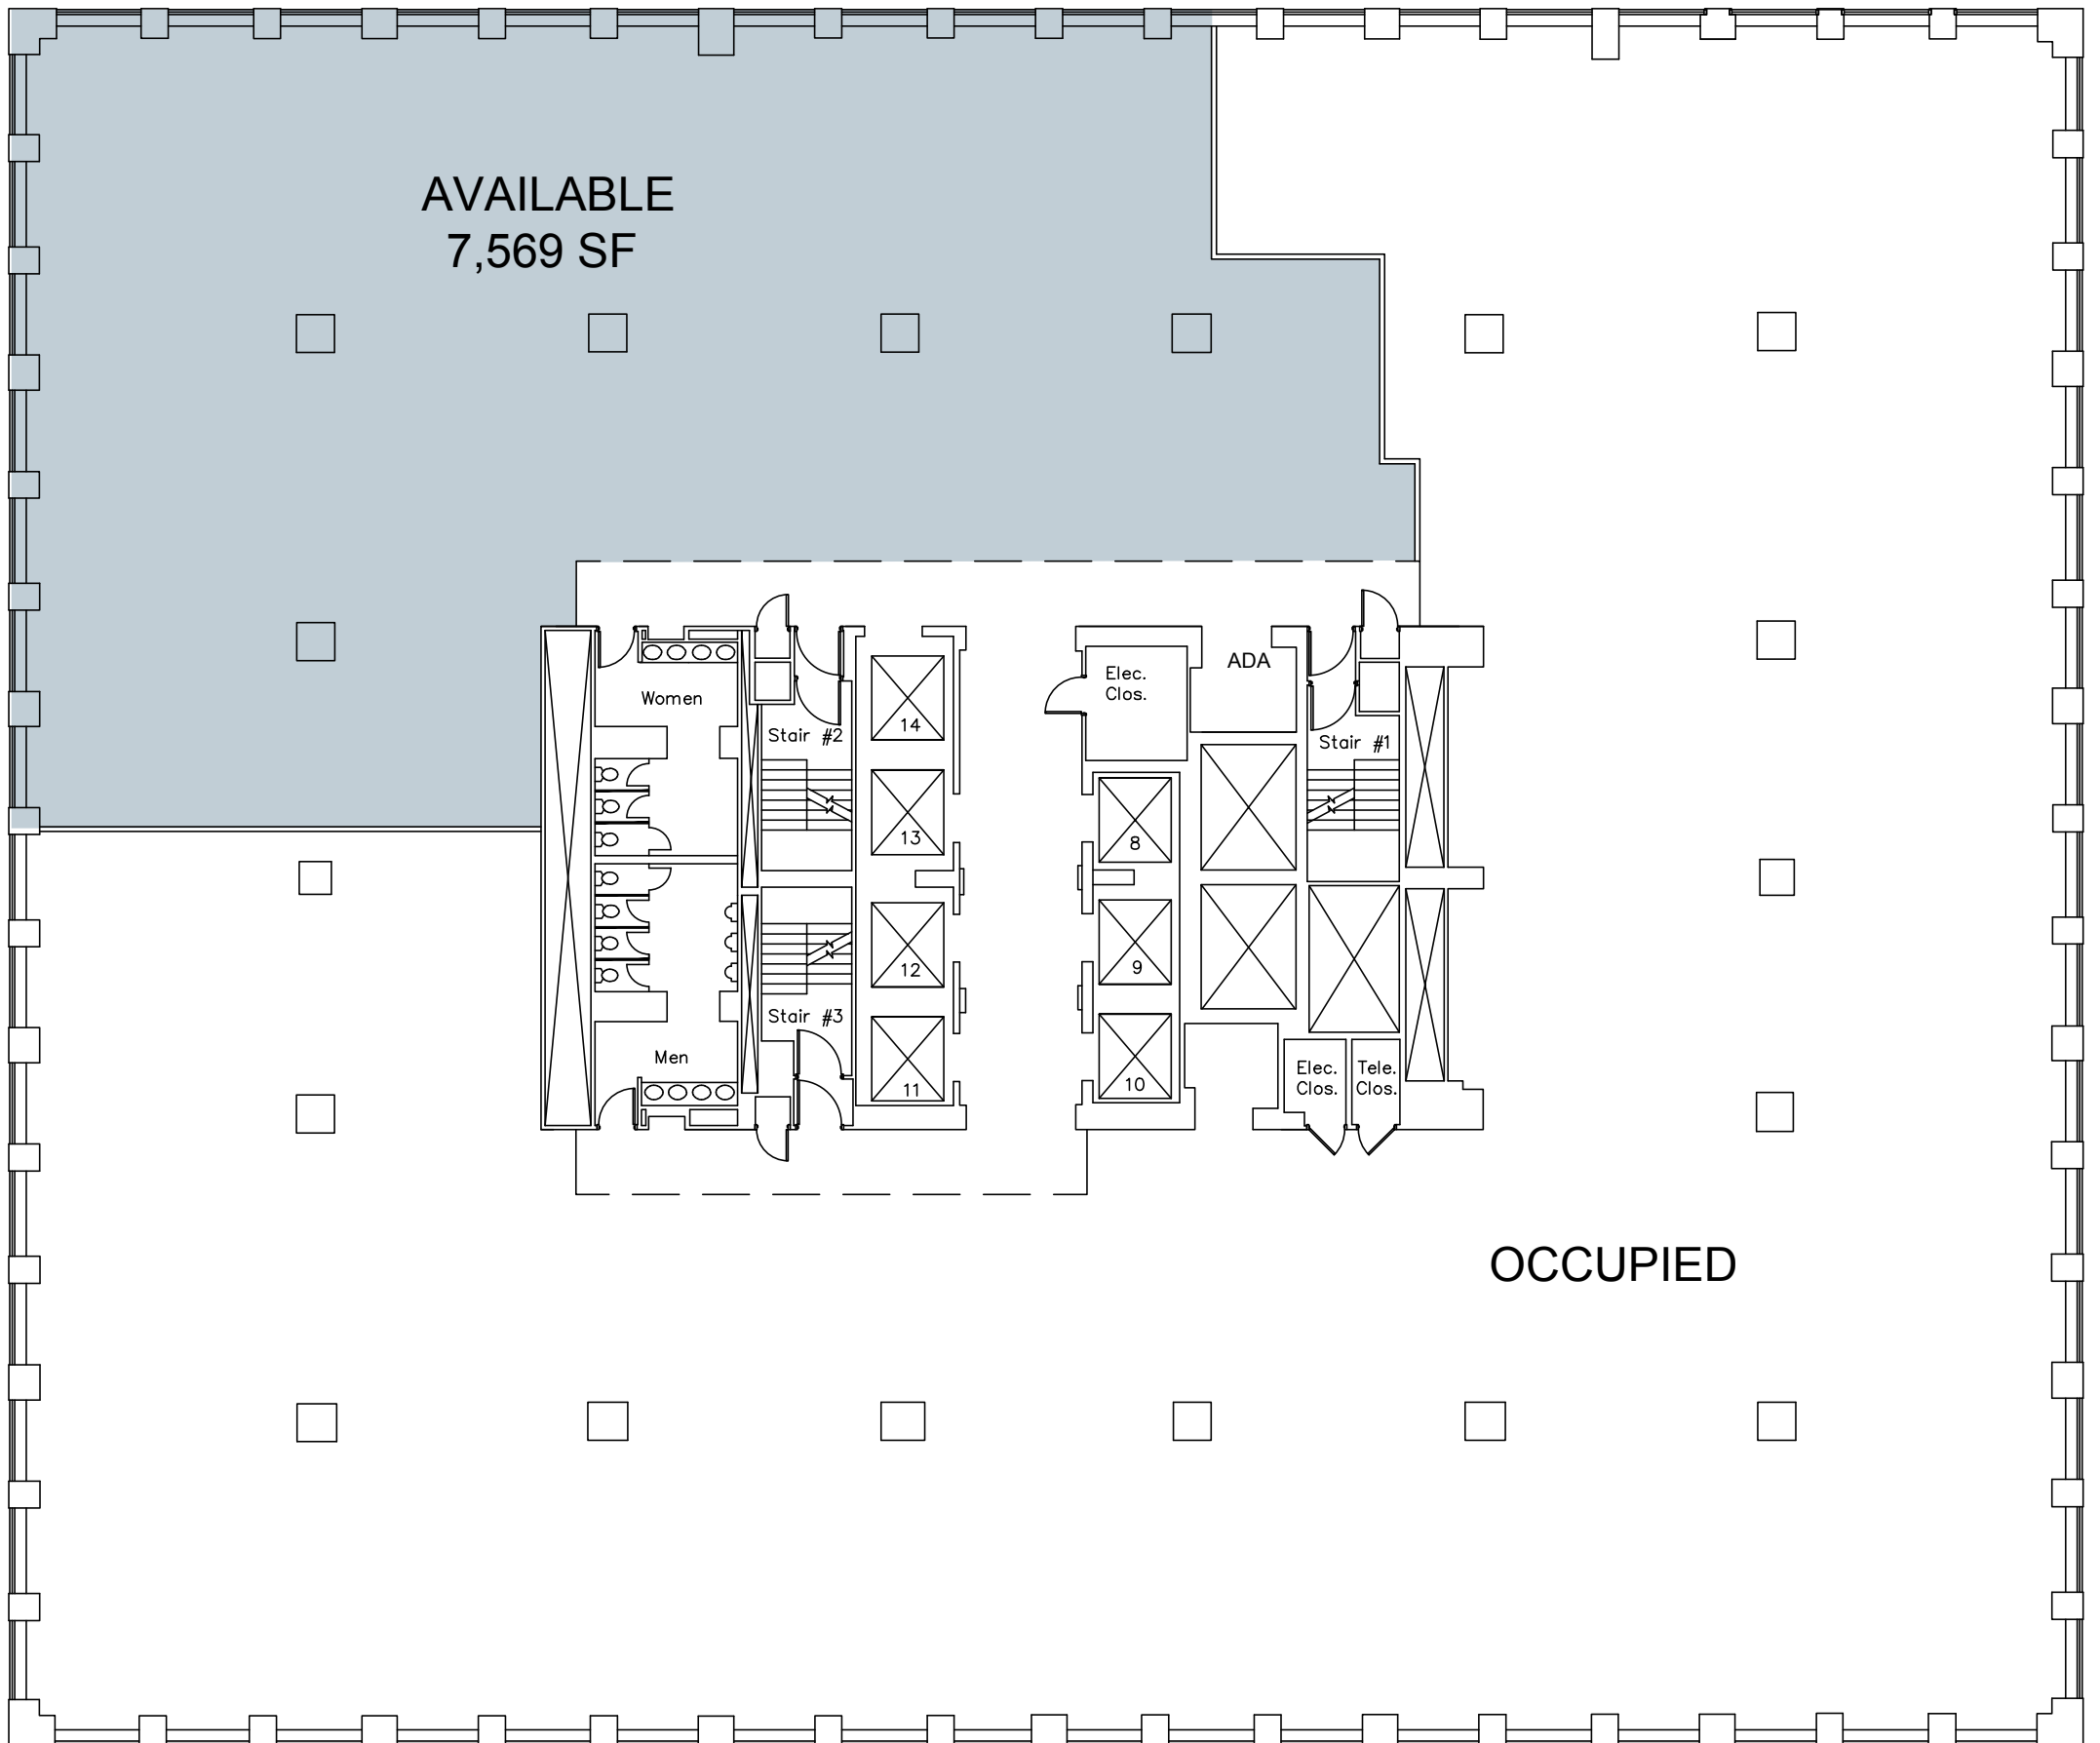 AVAILABLE
7,569 SF
Women
Stair #2
14
Elec.
Clos.
ADA
Stair #1
13
8
12
9
Stair #3
Men
11
10
Elec.
Clos.
Tele.
Clos.
OCCUPIED